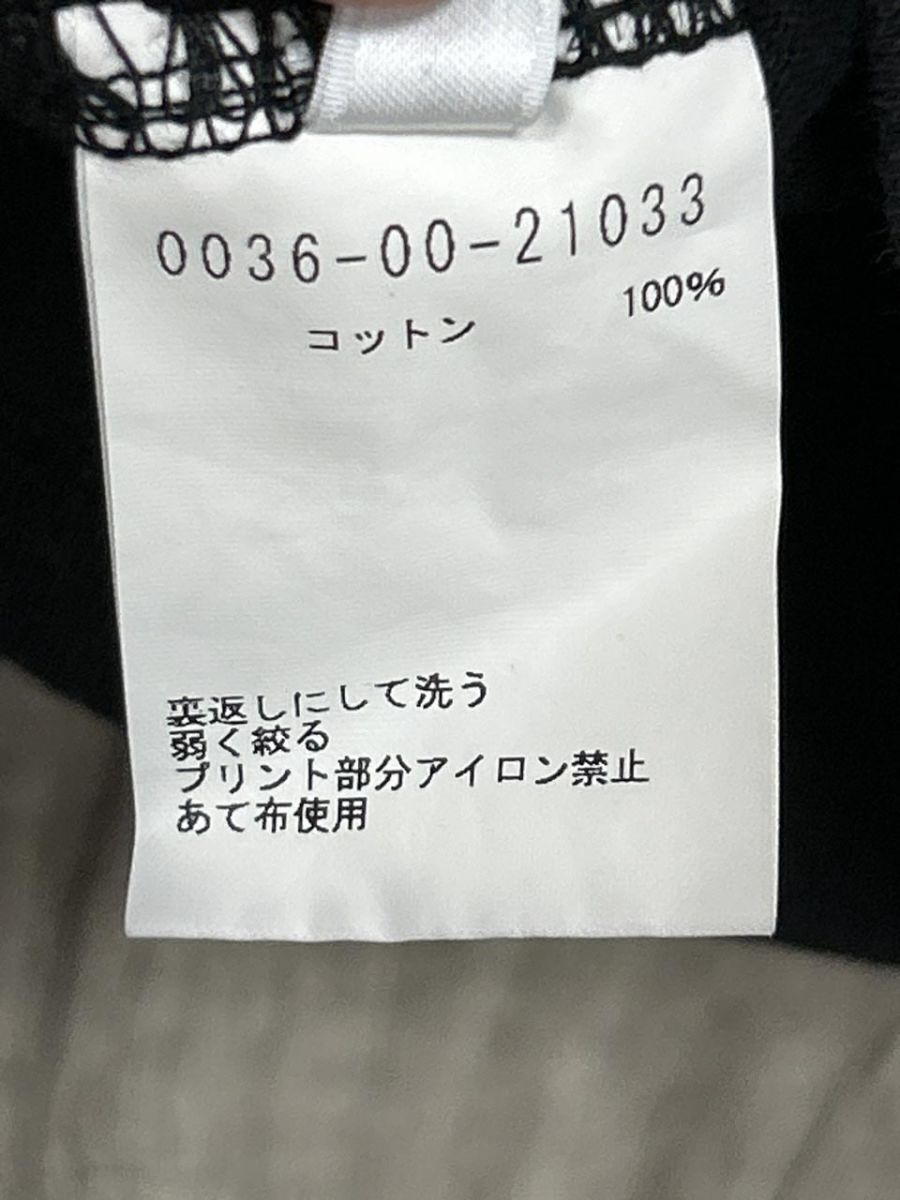 0036-00-21033
コットン 100%
裏返しにして洗う
弱く絞る
プリント部分アイロン禁止
あて布使用